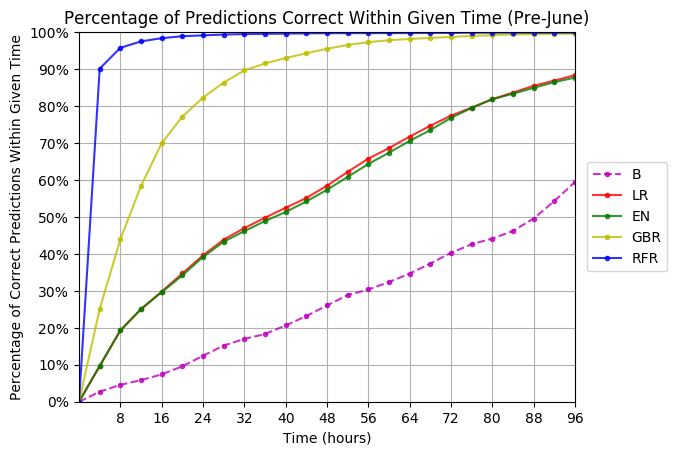 Percentage of Predictions Correct Within Given Time (Pre-June)
Percentage of Correct Predictions Within Given Time
100%
90%
80%
70%
60%
50%
40%
30%
20%
10%
0%
8 16 24 32 40 48 56 64 72 80 88 96
Time (hours)
B
LR
EN
GBR
RFR